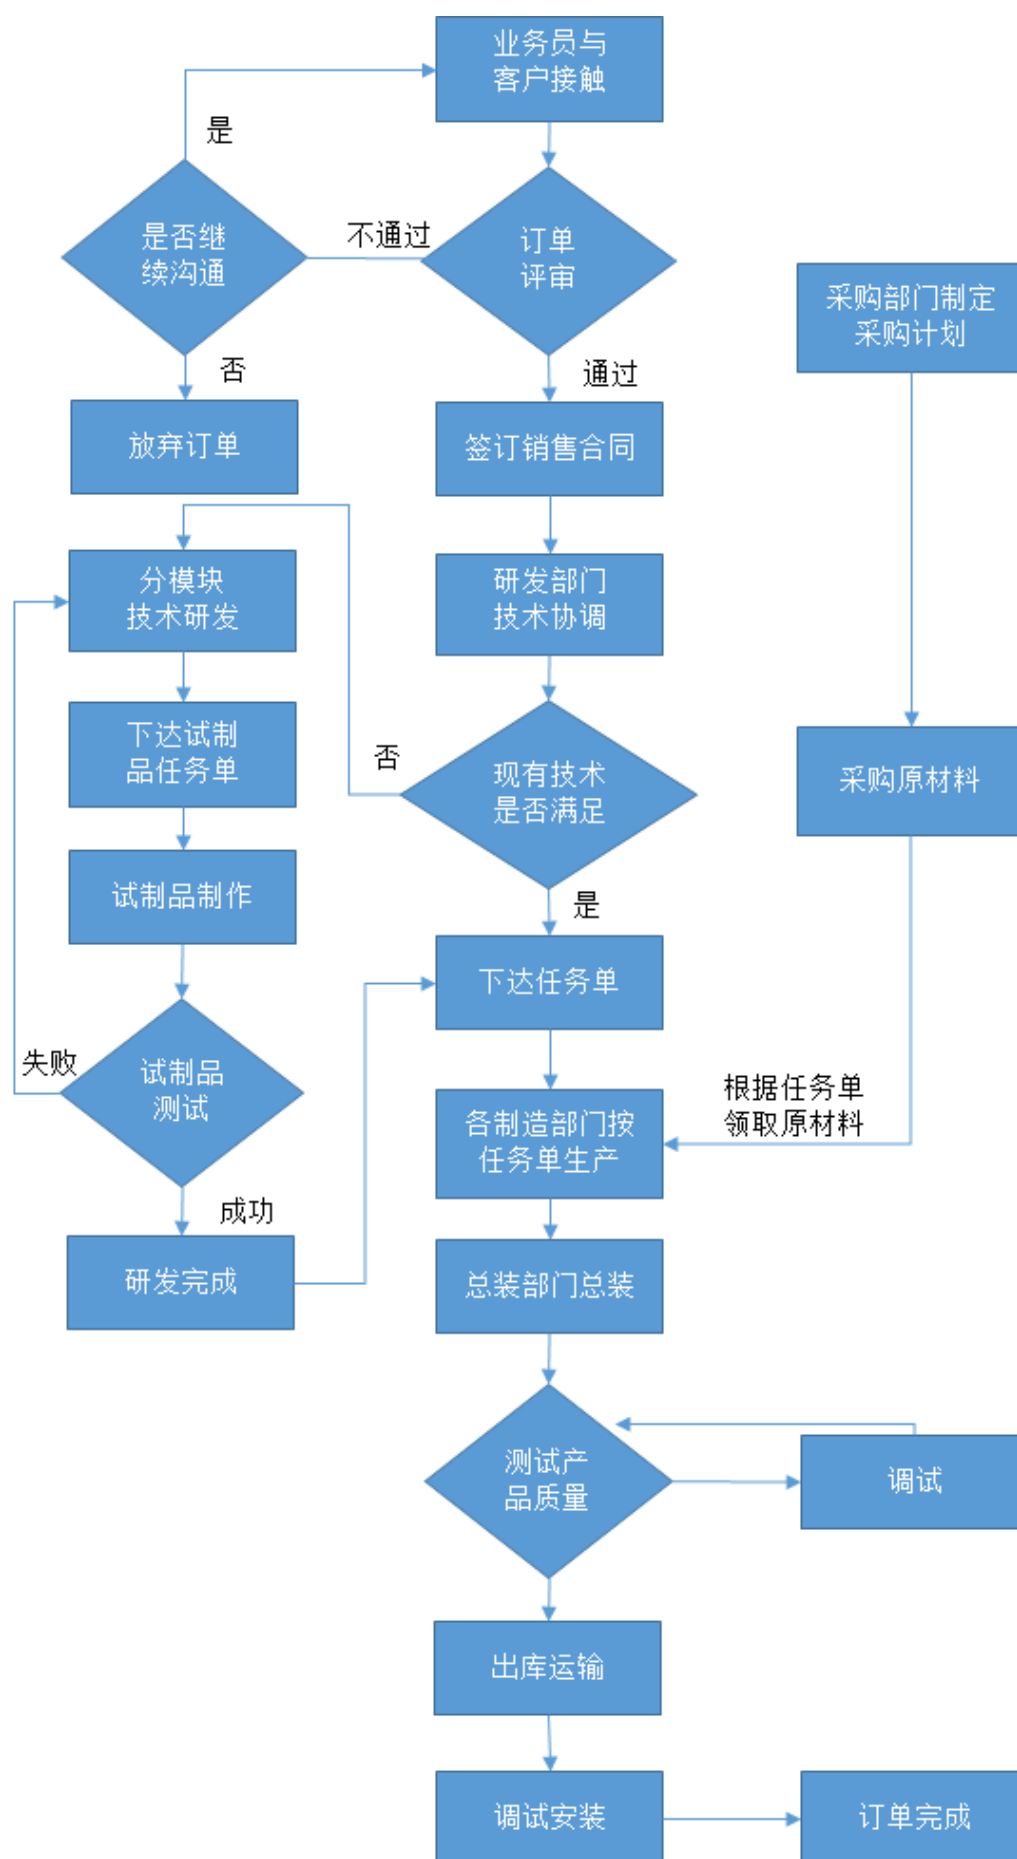 业务员与
客户接触
是
是否继
续沟通
不通过
订单
评审
采购部门制定
采购计划
否
通过
放弃订单
签订销售合同
分模块
技术研发
研发部门
技术协调
下达试制
品任务单
否
现有技术
是否满足
采购原材料
试制品制作
是
下达任务单
失败
试制品
测试
根据任务单
领取原材料
各制造部门按
任务单生产
成功
研发完成
总装部门总装
测试产
品质量
调试
出库运输
调试安装
订单完成